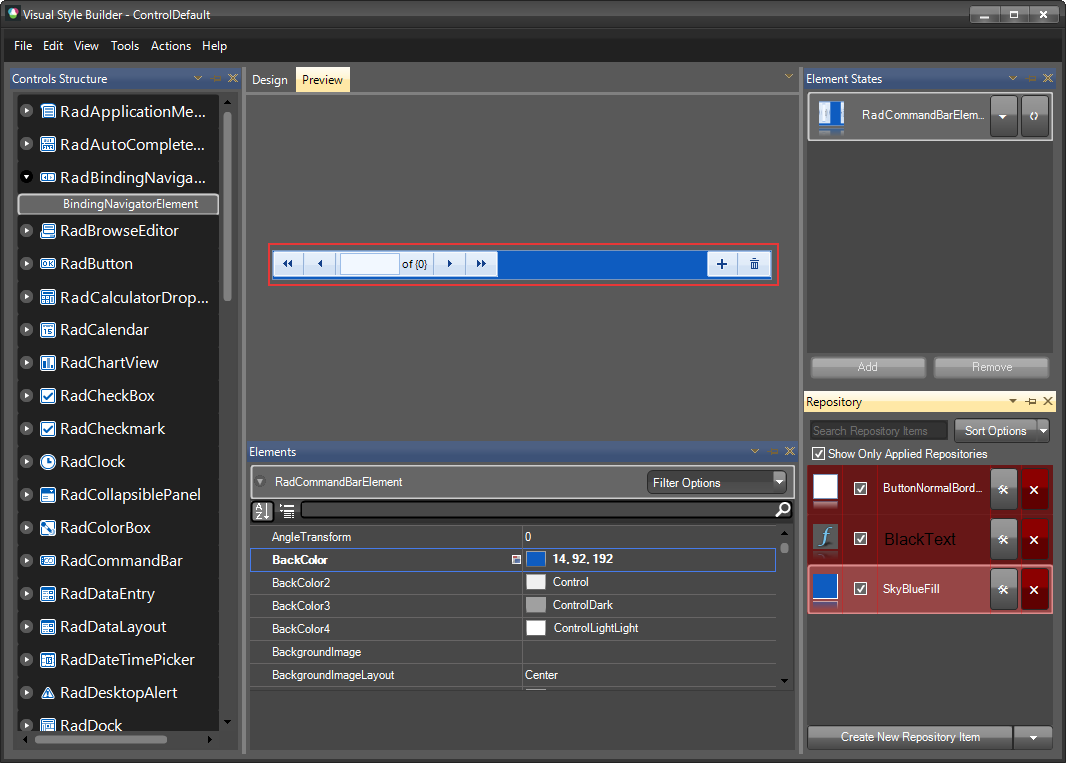 Visual Style Builder - ControlDefault
File Edit View Tools Actions Help
Controls Structure
RadApplicationMe...
RadAutoComplete...
RadBindingNaviga...
BindingNavigatorElement
RadBrowseEditor
RadButton
RadCalculatorDrop...
RadCalendar
RadChartView
RadCheckBox
RadCheckmark
RadClock
RadCollapsiblePanel
RadColorBox
RadCommandBar
RadDataEntry
RadDataLayout
RadDateTimePicker
RadDesktopAlert
RadDock
Design Preview
of {0}
Elements
RadCommandBarElement
Filter Options
AngleTransform 0
BackColor 14, 92, 192
BackColor2 Control
BackColor3 ControlDark
BackColor4 ControlLightLight
BackgroundImage
BackgroundImageLayout Center
Element States
RadCommandBarElem...
Add Remove
Repository
Search Repository Items Sort Options
Show Only Applied Repositories
ButtonNormalBord...
BlackText
SkyBlueFill
Create New Repository Item